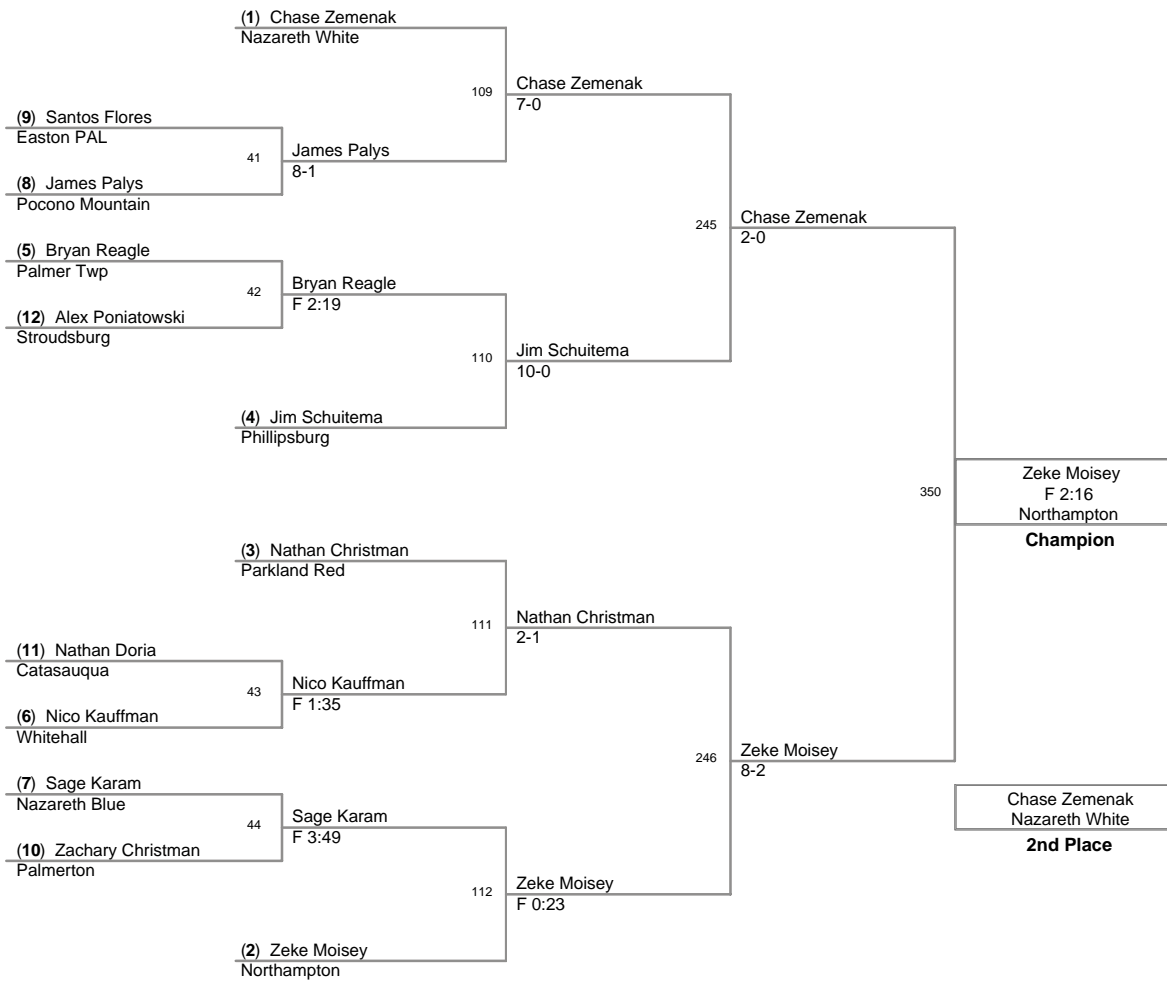 (1) Chase Zemenak
Nazareth White
109
Chase Zemenak
7-0
(9) Santos Flores
Easton PAL
41
James Palys
8-1
(8) James Palys
Pocono Mountain
245
Chase Zemenak
2-0
(5) Bryan Reagle
Palmer Twp
42
Bryan Reagle
F 2:19
(12) Alex Poniatowski
Stroudsburg
110
Jim Schuitema
10-0
(4) Jim Schuitema
Phillipsburg
350
Zeke Moisey
F 2:16
Northampton
Champion
(3) Nathan Christman
Parkland Red
111
Nathan Christman
2-1
(11) Nathan Doria
Catasauqua
43
Nico Kauffman
F 1:35
(6) Nico Kauffman
Whitehall
246
Zeke Moisey
8-2
(7) Sage Karam
Nazareth Blue
44
Sage Karam
F 3:49
(10) Zachary Christman
Palmerton
112
Zeke Moisey
F 0:23
(2) Zeke Moisey
Northampton
Chase Zemenak
Nazareth White
2nd Place